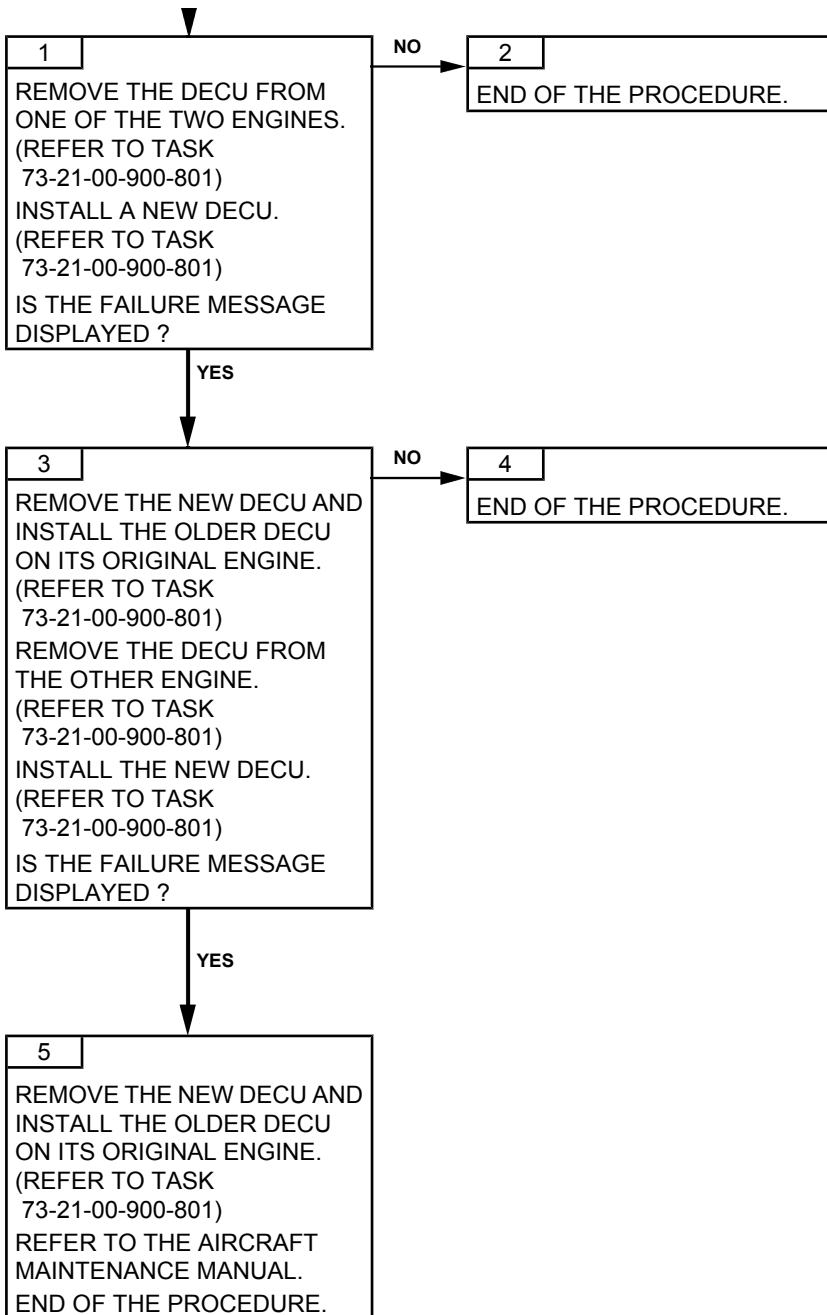 1
REMOVE THE DECU FROM
ONE OF THE TWO ENGINES.
(REFER TO TASK
73-21-00-900-801)
INSTALL A NEW DECU.
(REFER TO TASK
73-21-00-900-801)
IS THE FAILURE MESSAGE
DISPLAYED ?
NO
2
END OF THE PROCEDURE.
YES
3
REMOVE THE NEW DECU AND
INSTALL THE OLDER DECU
ON ITS ORIGINAL ENGINE.
(REFER TO TASK
73-21-00-900-801)
REMOVE THE DECU FROM
THE OTHER ENGINE.
(REFER TO TASK
73-21-00-900-801)
INSTALL THE NEW DECU.
(REFER TO TASK
73-21-00-900-801)
IS THE FAILURE MESSAGE
DISPLAYED ?
NO
4
END OF THE PROCEDURE.
YES
5
REMOVE THE NEW DECU AND
INSTALL THE OLDER DECU
ON ITS ORIGINAL ENGINE.
(REFER TO TASK
73-21-00-900-801)
REFER TO THE AIRCRAFT
MAINTENANCE MANUAL.
END OF THE PROCEDURE.